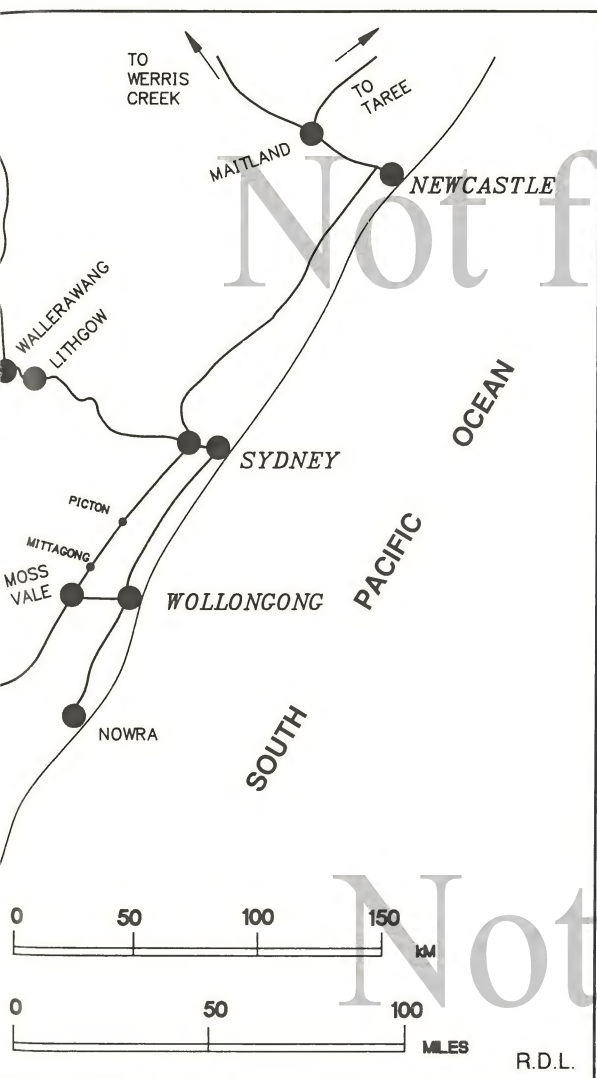 TO
WERRIS
CREEK
TO
TAREE
MAITLAND
NEWCASTLE
Not f
WALLERAWANG
LITHGOW
OCEAN
SYDNEY
PICTON
PACIFIC
MITTAGONG
MOSS
VALE
WOLLONGONG
NOWRA
SOUTH
Not
0 50 100 150
kM
0 50 100
MILES
R.D.L.